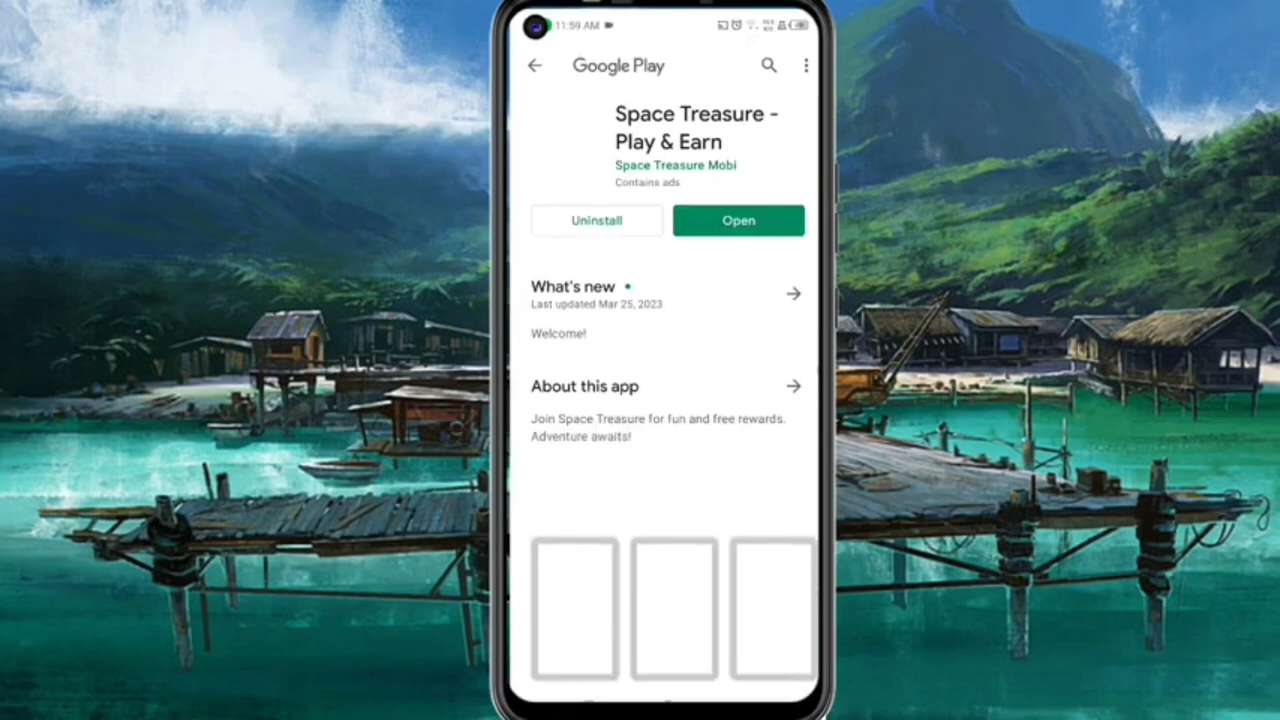 11:59 AM
Google Play
Space Treasure -
Play & Earn
Space Treasure Mobi
Contains ads
Uninstall
Open
What's new
Last updated Mar 25, 2023
Welcome!
About this app
Join Space Treasure for fun and free rewards.
Adventure awaits!